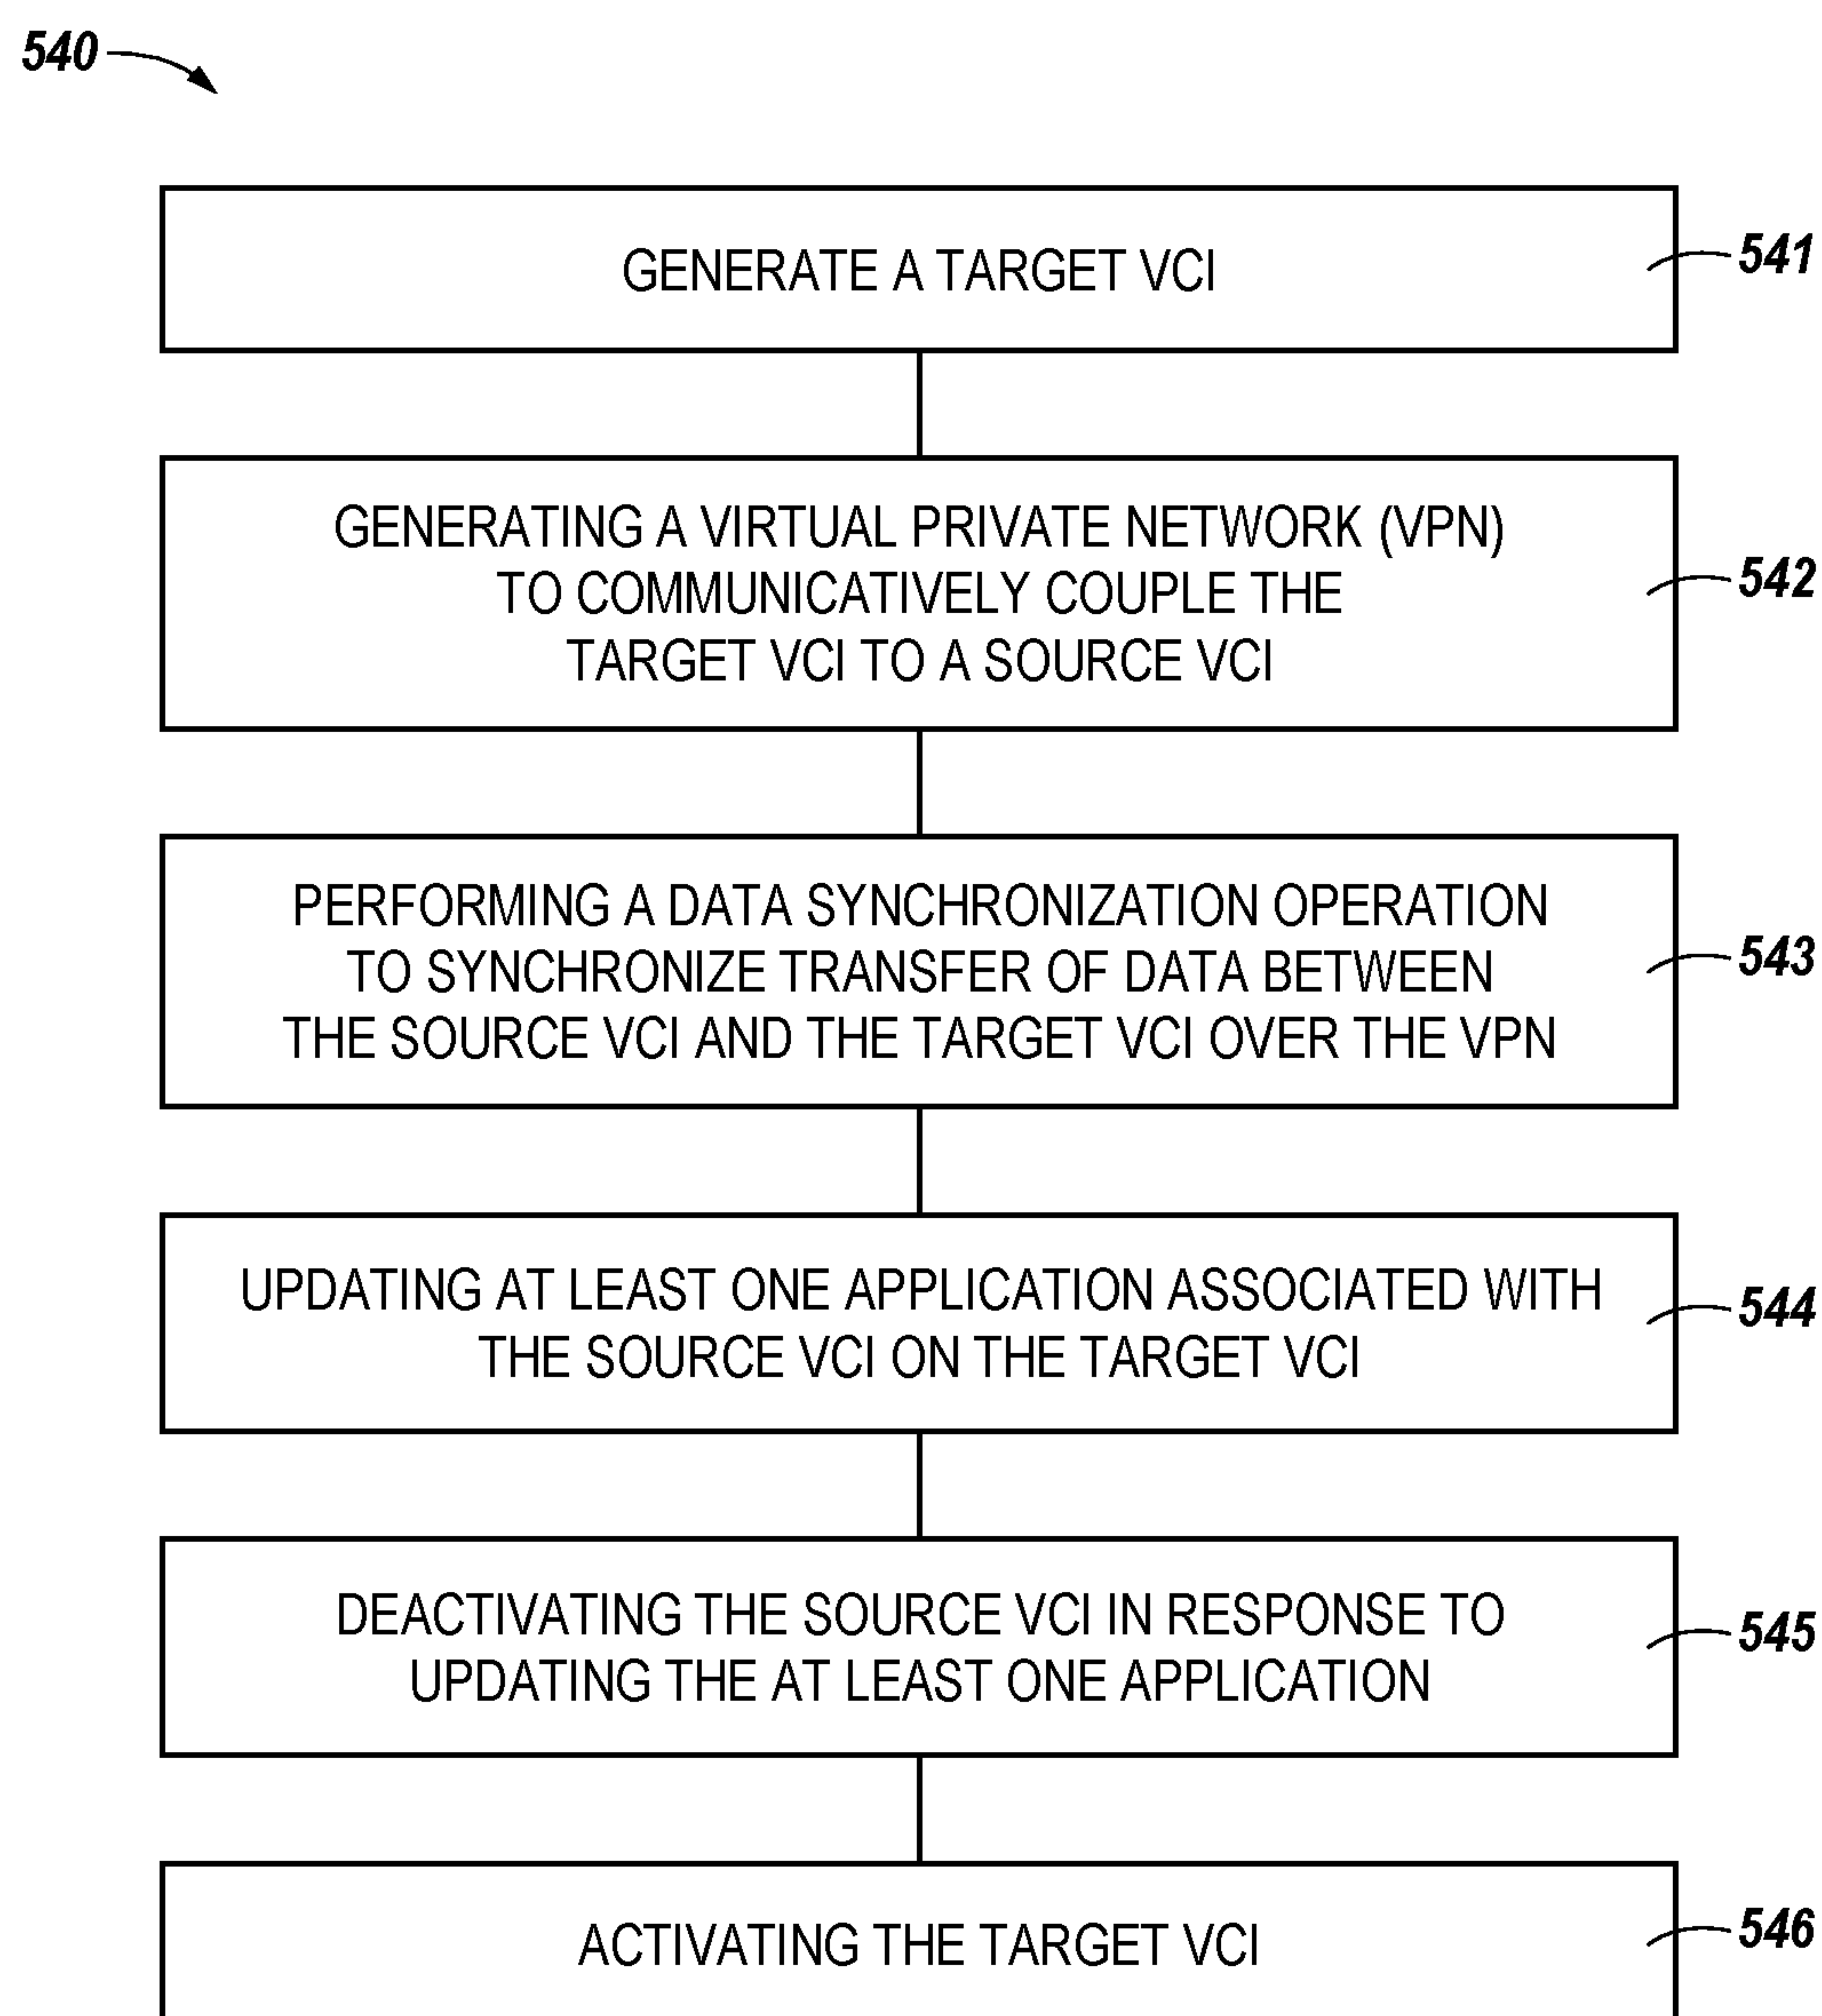 540
GENERATE A TARGET VCI
541
GENERATING A VIRTUAL PRIVATE NETWORK (VPN)
TO COMMUNICATIVELY COUPLE THE
TARGET VCI TO A SOURCE VCI
542
PERFORMING A DATA SYNCHRONIZATION OPERATION
TO SYNCHRONIZE TRANSFER OF DATA BETWEEN
THE SOURCE VCI AND THE TARGET VCI OVER THE VPN
543
UPDATING AT LEAST ONE APPLICATION ASSOCIATED WITH
THE SOURCE VCI ON THE TARGET VCI
544
DEACTIVATING THE SOURCE VCI IN RESPONSE TO
UPDATING THE AT LEAST ONE APPLICATION
545
ACTIVATING THE TARGET VCI
546